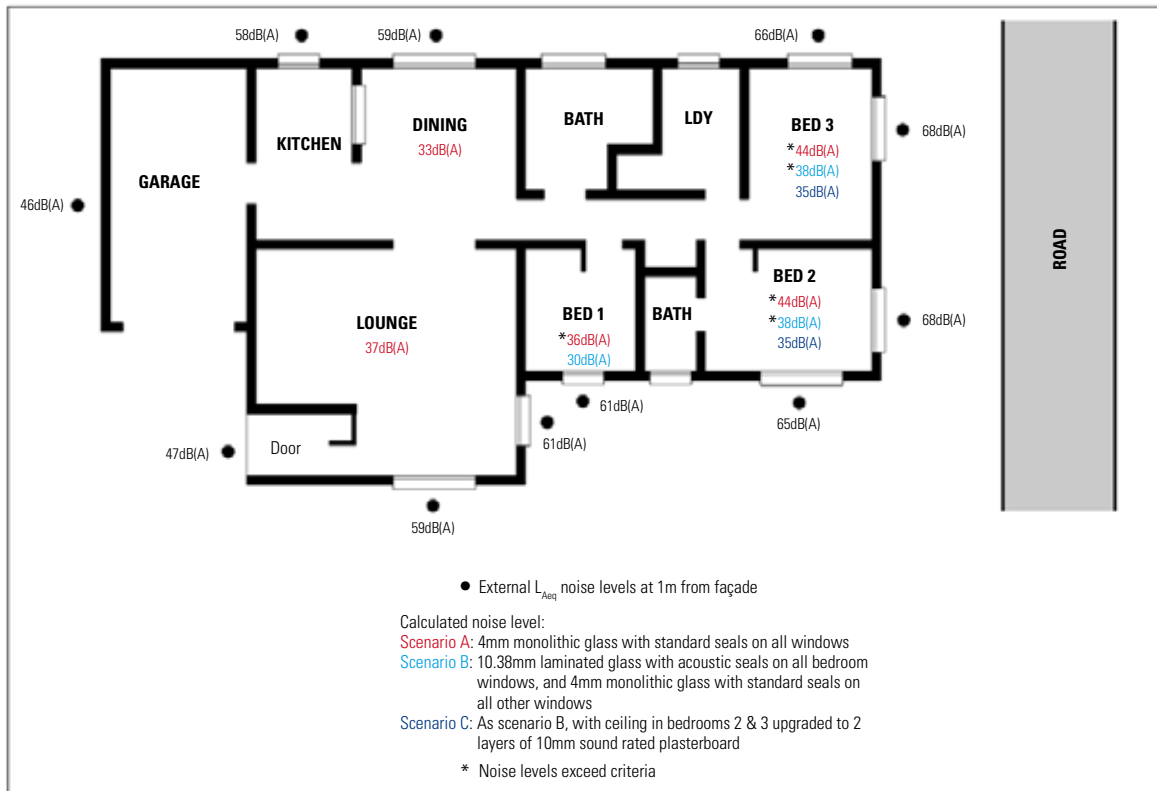 58dB(A)
59dB(A)
66dB(A)
KITCHEN
DINING
33dB(A)
BATH
LDY
BED 3
*44dB(A)
*38dB(A)
35dB(A)
68dB(A)
GARAGE
46dB(A)
ROAD
LOUNGE
37dB(A)
BED 1
*36dB(A)
30dB(A)
BATH
BED 2
*44dB(A)
*38dB(A)
35dB(A)
68dB(A)
61dB(A)
61dB(A)
65dB(A)
47dB(A)
Door
59dB(A)
● External LAeq noise levels at 1m from façade
Calculated noise level:
Scenario A: 4mm monolithic glass with standard seals on all windows
Scenario B: 10.38mm laminated glass with acoustic seals on all bedroom
windows, and 4mm monolithic glass with standard seals on
all other windows
Scenario C: As scenario B, with ceiling in bedrooms 2 & 3 upgraded to 2
layers of 10mm sound rated plasterboard
* Noise levels exceed criteria